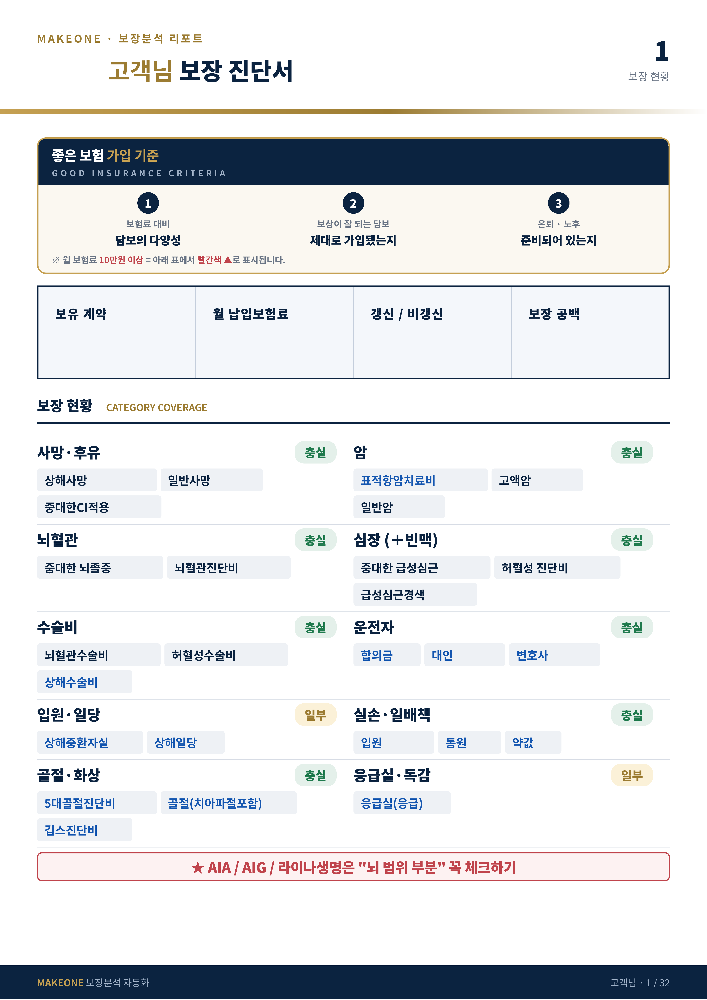 MAKEONE · 보장분석 리포트
고객님 보장 진단서
1
보장 현황
좋은 보험 가입 기준
GOOD INSURANCE CRITERIA
1
보험료 대비
담보의 다양성
2
보상이 잘 되는 담보
제대로 가입됐는지
3
은퇴 · 노후
준비되어 있는지
※ 월 보험료 10만원 이상 = 아래 표에서 빨간색 ▲로 표시됩니다.
보유 계약
월 납입보험료
갱신 / 비갱신
보장 공백
보장 현황 CATEGORY COVERAGE
사망·후유 충실
상해사망 일반사망
중대한CI적용
암 충실
표적항암치료비 고액암
일반암
뇌혈관 충실
중대한 뇌졸증 뇌혈관진단비
심장 (+빈맥) 충실
중대한 급성심근 허혈성 진단비
급성심근경색
수술비 충실
뇌혈관수술비 허혈성수술비
상해수술비
운전자 충실
합의금 대인 변호사
입원·일당 일부
상해중환자실 상해일당
실손·일배책 충실
입원 통원 약값
골절·화상 충실
5대골절진단비 골절(치아파절포함)
깁스진단비
응급실·독감 일부
응급실(응급)
★ AIA / AIG / 라이나생명은 "뇌 범위 부분" 꼭 체크하기
MAKEONE 보장분석 자동화
고객님 · 1 / 32